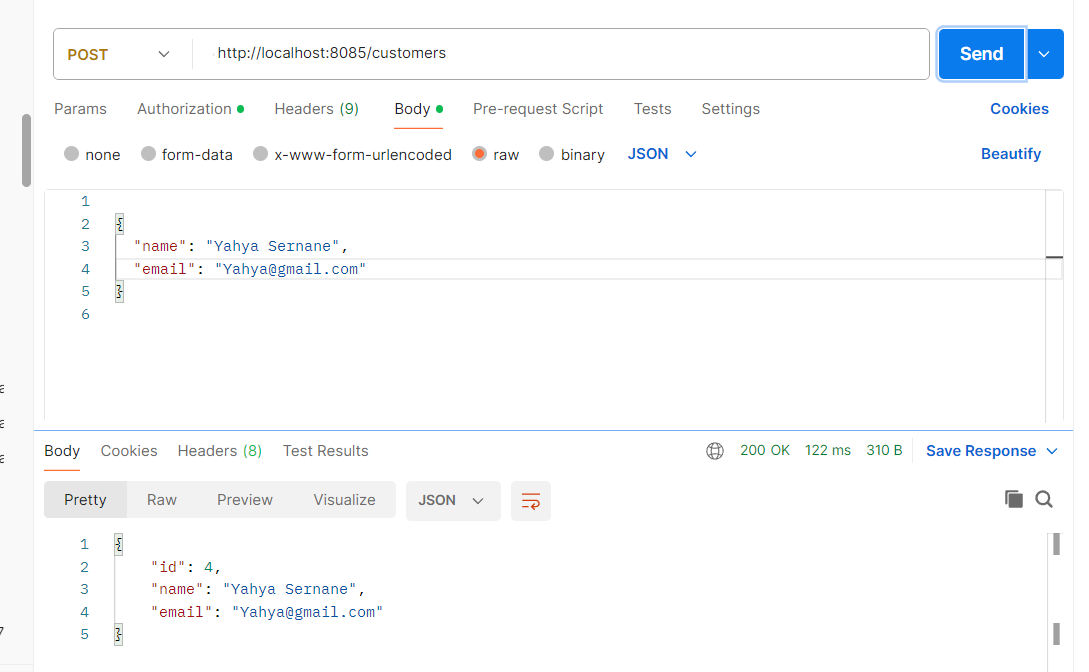 POST http://localhost:8085/customers Send
Params Authorization Headers (9) Body Pre-request Script Tests Settings Cookies
none form-data x-www-form-urlencoded raw binary JSON Beautify
1
2 {
3 "name": "Yahya Sernane",
4 "email": "Yahya@gmail.com"
5 }
6
Body Cookies Headers (8) Test Results 200 OK 122 ms 310 B Save Response
Pretty Raw Preview Visualize JSON
1 {
2 "id": 4,
3 "name": "Yahya Sernane",
4 "email": "Yahya@gmail.com"
5 }